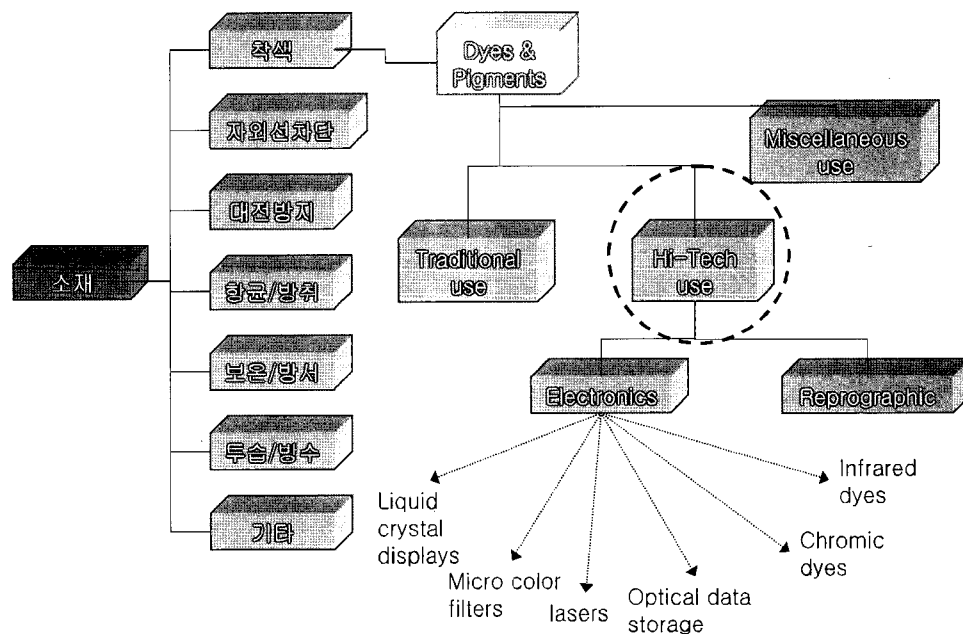 착색
Dyes &
Pigments
자외선차단
Miscellaneous
use
대전방지
소재
Traditional
use
Hi-Tech
use
항균/방취
보온/방서
Electronics
Reprographic
투습/방수
기타
Liquid
crystal
displays
Micro color
filters
lasers
Optical data
storage
Chromic
dyes
Infrared
dyes